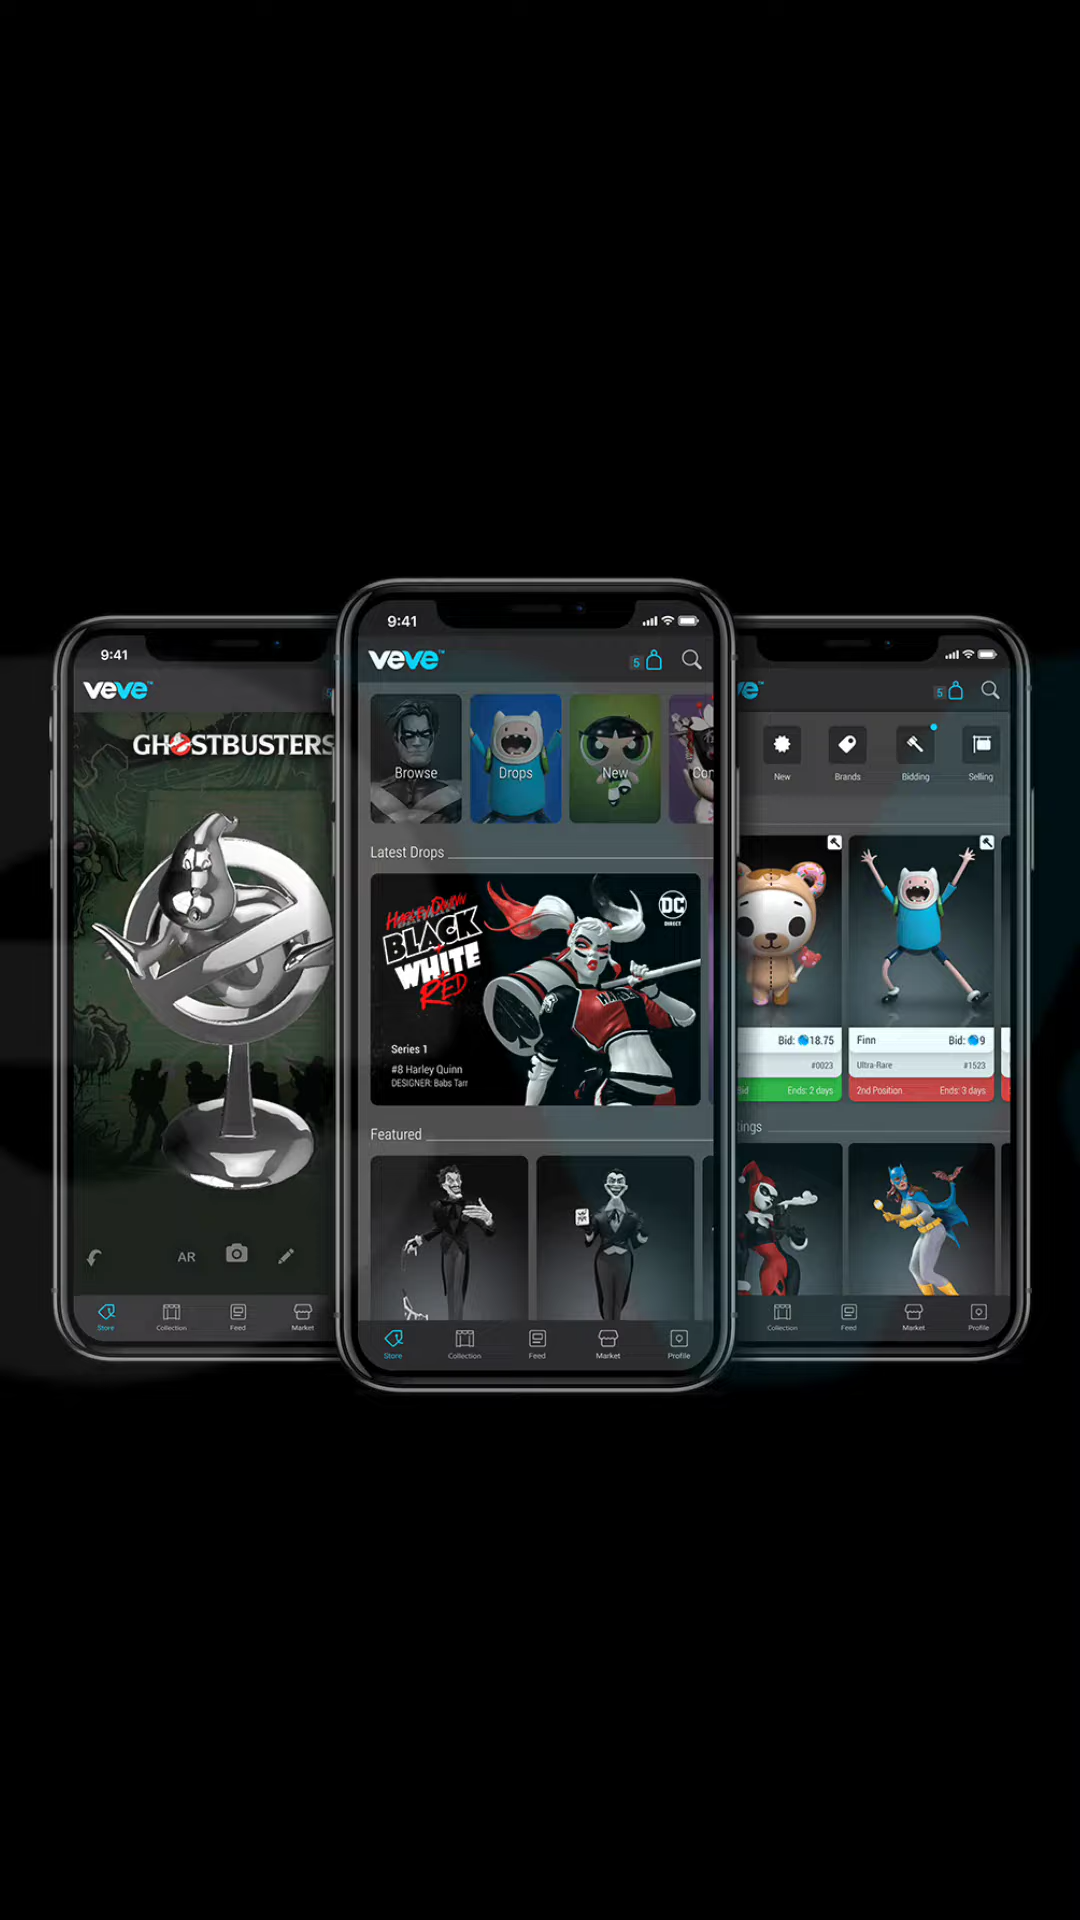 9:41
veve™
GHOSTBUSTERS
AR
Store
Collection
Feed
Market
9:41
veve™
5
Browse
Drops
New
Latest Drops
HARLEY QUINN
BLACK
WHITE
RED
DC
DIRECT
Series 1
#8 Harley Quinn
DESIGNER: Babs Tarr
Featured
Store
Collection
Feed
Market
Profile
5
New
Brands
Bidding
Selling
Bid: 18.75
#0023
Ends: 2 days
Finn
Bid: 9
Ultra-Rare
#1523
2nd Position
Ends: 3 days
Collection
Feed
Market
Profile